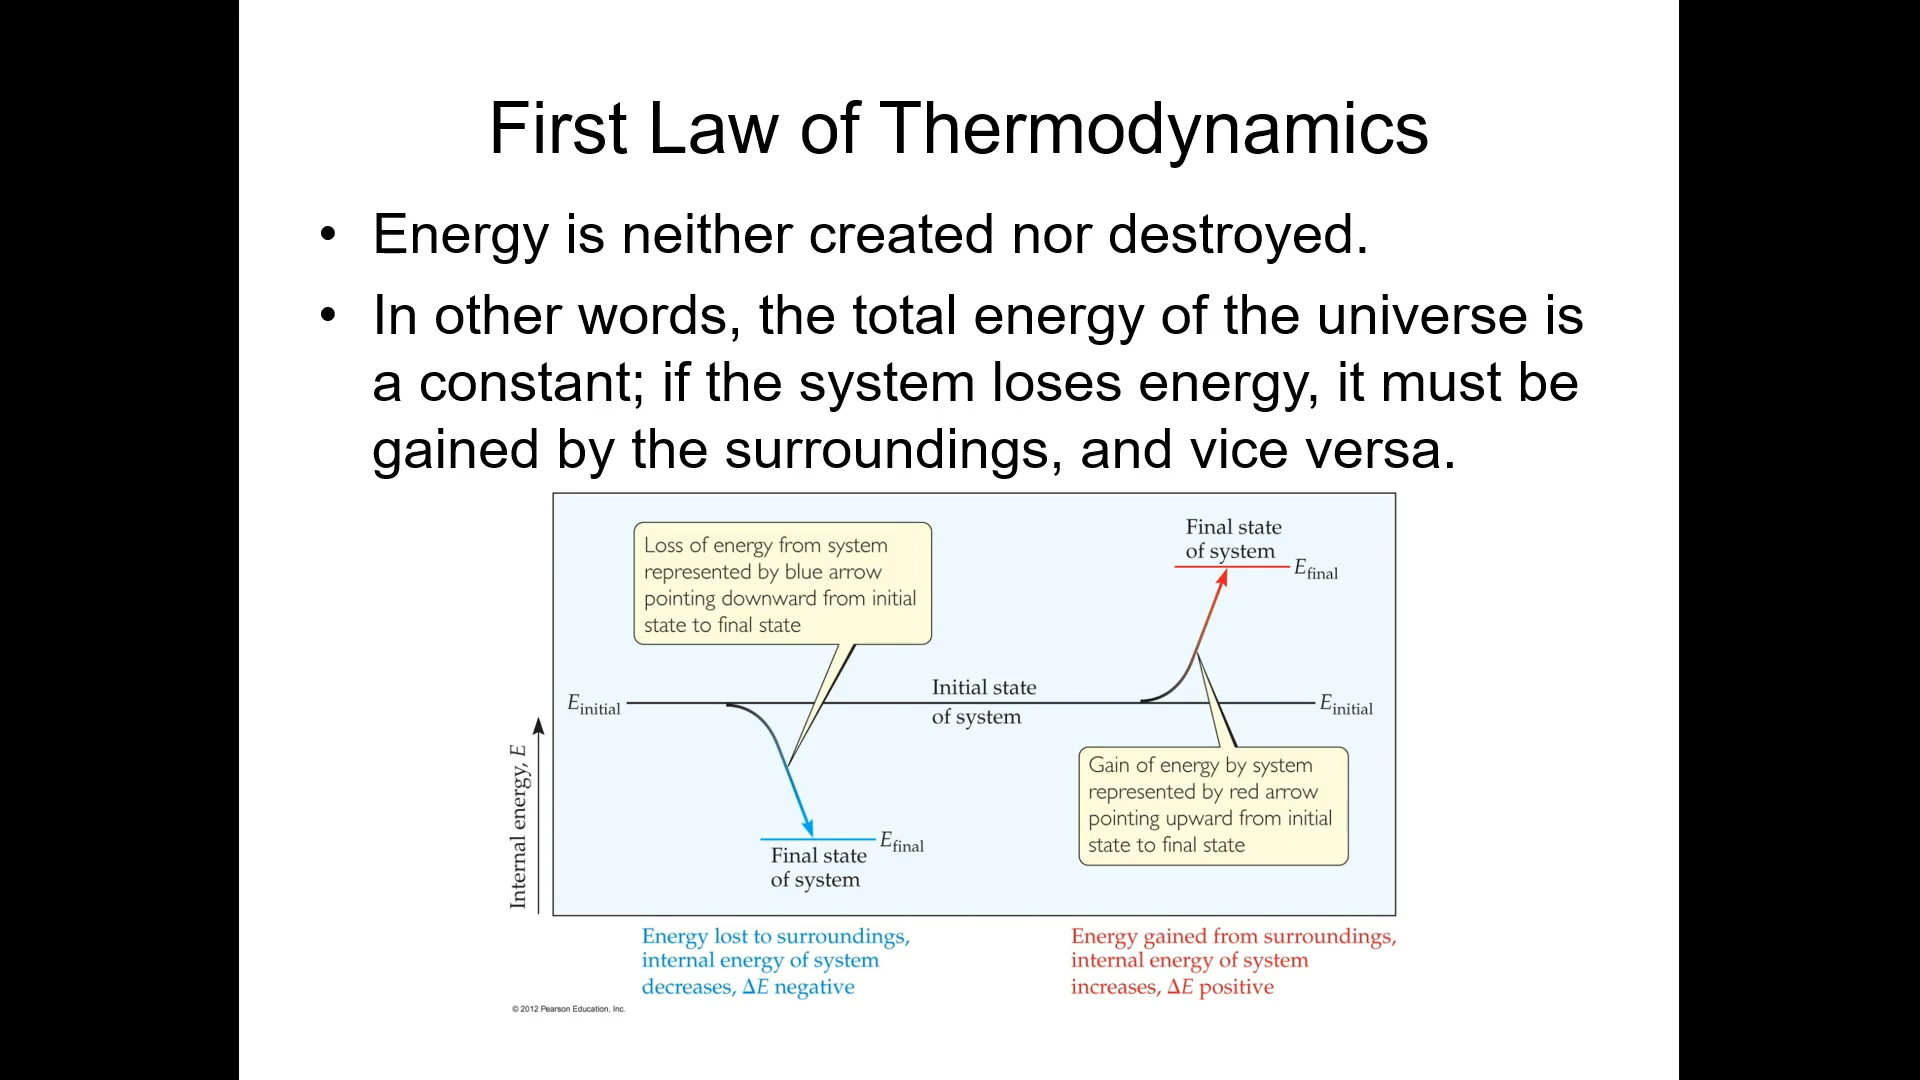 First Law of Thermodynamics
• Energy is neither created nor destroyed.
• In other words, the total energy of the universe is
a constant; if the system loses energy, it must be
gained by the surroundings, and vice versa.
Loss of energy from system
represented by blue arrow
pointing downward from initial
state to final state
Final state
of system
Efinal
Einitial
Initial state
of system
Einitial
Internal energy, E
Gain of energy by system
represented by red arrow
pointing upward from initial
state to final state
Efinal
Final state
of system
Energy lost to surroundings,
internal energy of system
decreases, ΔE negative
Energy gained from surroundings,
internal energy of system
increases, ΔE positive
© 2012 Pearson Education, Inc.